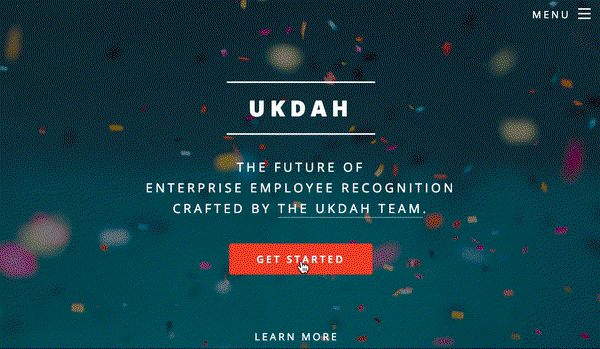 MENU
UKDAH
THE FUTURE OF
ENTERPRISE EMPLOYEE RECOGNITION
CRAFTED BY THE UKDAH TEAM.
GET STARTED
LEARN MORE